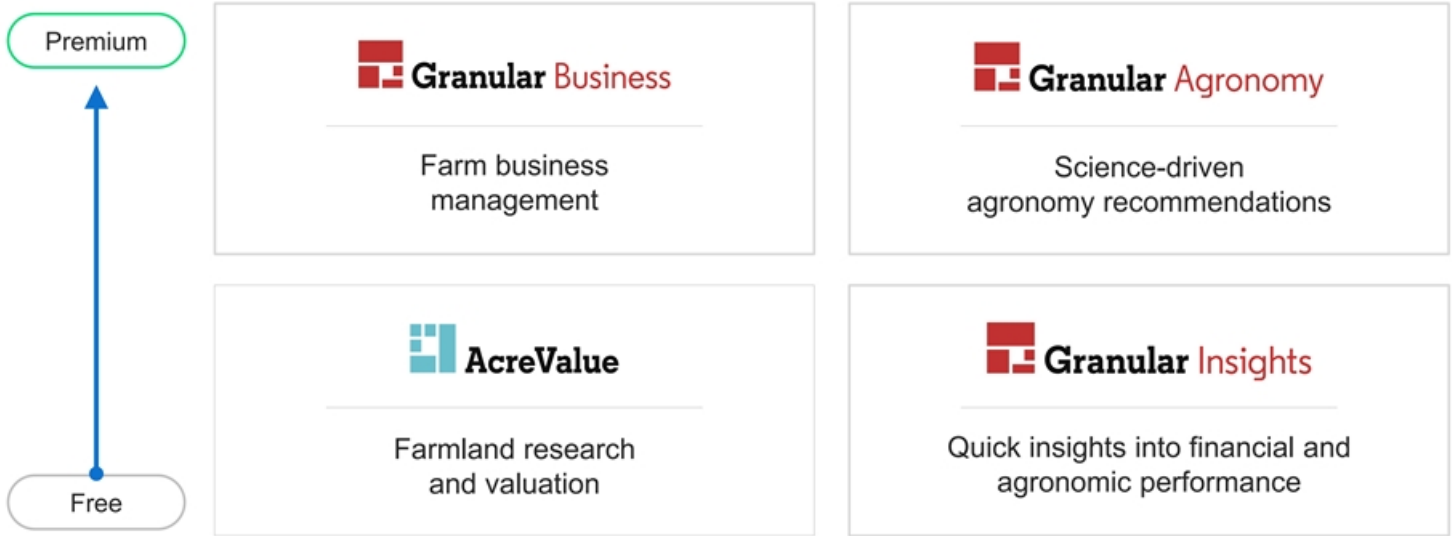 Premium
Granular Business
Farm business
management
Granular Agronomy
Science-driven
agronomy recommendations
AcreValue
Farmland research
and valuation
Granular Insights
Quick insights into financial and
agronomic performance
Free